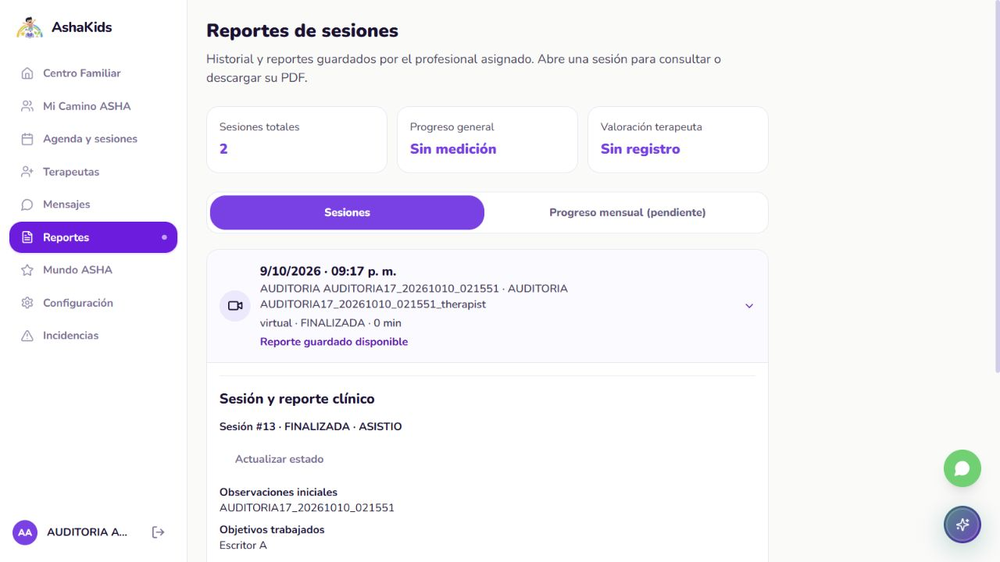 AshaKids
Centro Familiar
Mi Camino ASHA
Agenda y sesiones
Terapeutas
Mensajes
Reportes
Mundo ASHA
Configuración
Incidencias
AA
AUDITORIA A...
Reportes de sesiones
Historial y reportes guardados por el profesional asignado. Abre una sesión para consultar o
descargar su PDF.
Sesiones totales
2
Progreso general
Sin medición
Valoración terapeuta
Sin registro
Sesiones
Progreso mensual (pendiente)
9/10/2026 · 09:17 p. m.
AUDITORIA AUDITORIA17_20261010_021551 · AUDITORIA
AUDITORIA17_20261010_021551_therapist
virtual · FINALIZADA · 0 min
Reporte guardado disponible
Sesión y reporte clínico
Sesión #13 · FINALIZADA · ASISTIO
Actualizar estado
Observaciones iniciales
AUDITORIA17_20261010_021551
Objetivos trabajados
Escritor A